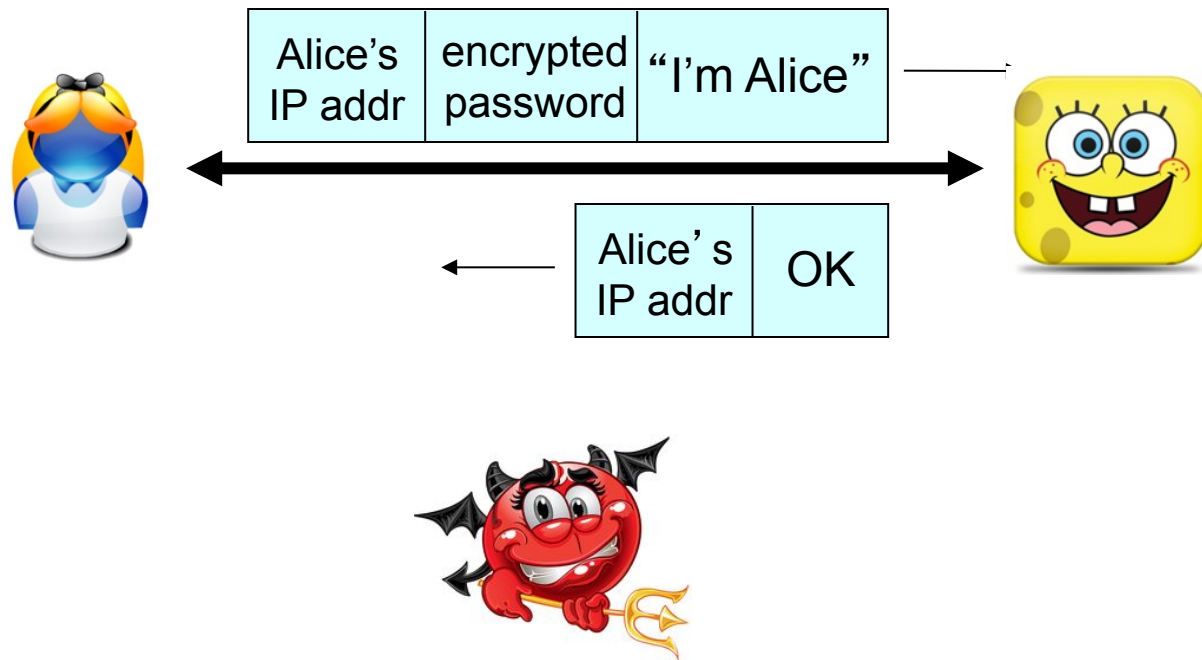 Alice’s
IP addr
encrypted
password
“I’m Alice”
Alice’s
IP addr
OK